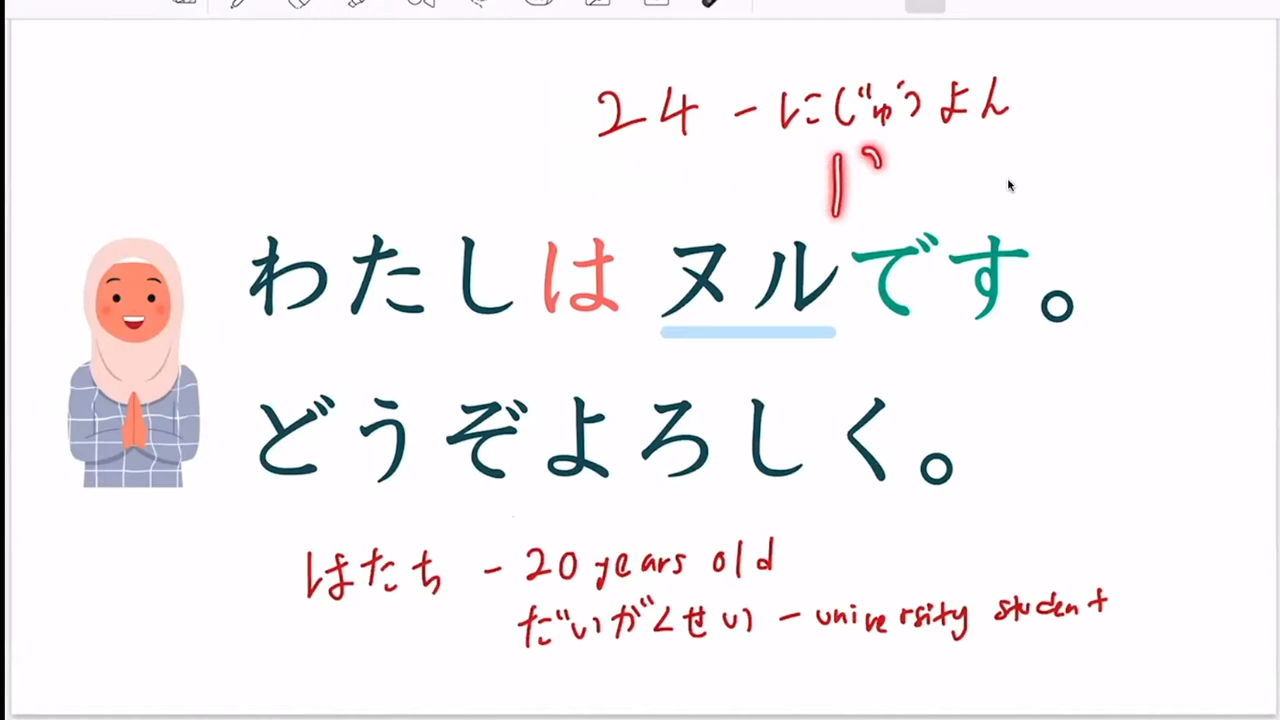 24 - にじゅうよん
わたしは ヌルです。
どうぞよろしく。
はたち - 20 years old
だいがくせい - university student